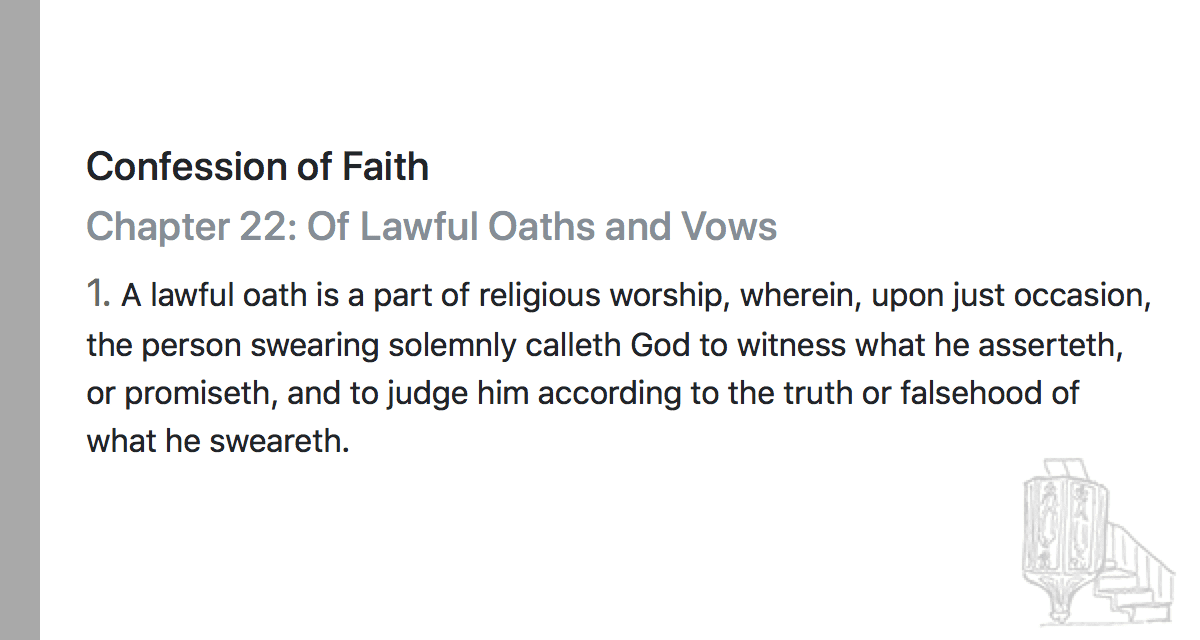 Confession of Faith
Chapter 22: Of Lawful Oaths and Vows
1. A lawful oath is a part of religious worship, wherein, upon just occasion,
the person swearing solemnly calleth God to witness what he asserteth,
or promiseth, and to judge him according to the truth or falsehood of
what he sweareth.